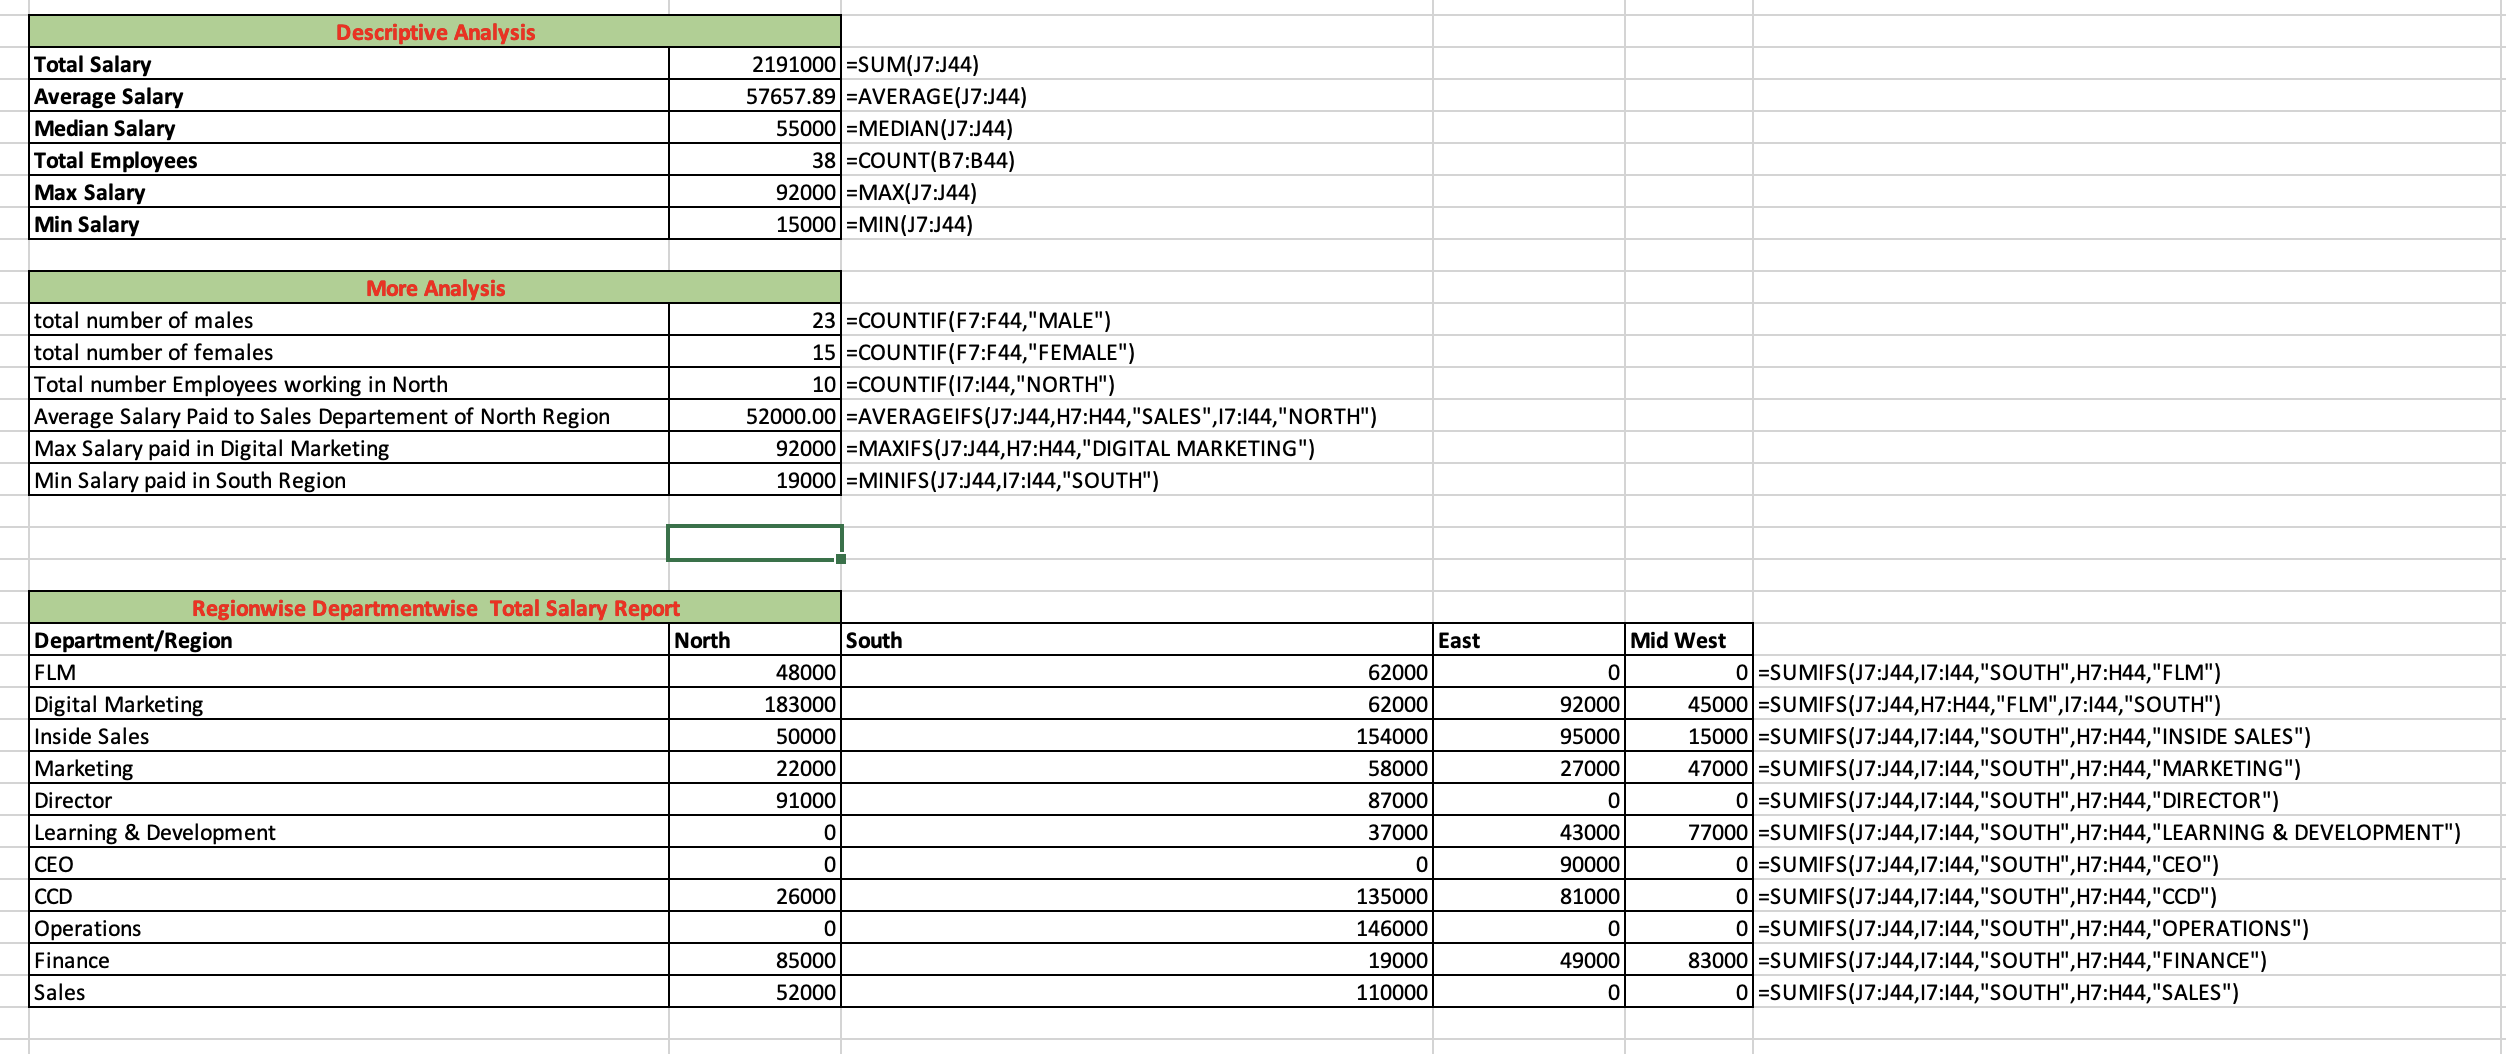 Descriptive Analysis
Total Salary 2191000 =SUM(J7:J44)
Average Salary 57657.89 =AVERAGE(J7:J44)
Median Salary 55000 =MEDIAN(J7:J44)
Total Employees 38 =COUNT(B7:B44)
Max Salary 92000 =MAX(J7:J44)
Min Salary 15000 =MIN(J7:J44)
More Analysis
total number of males 23 =COUNTIF(F7:F44,"MALE")
total number of females 15 =COUNTIF(F7:F44,"FEMALE")
Total number Employees working in North 10 =COUNTIF(I7:I44,"NORTH")
Average Salary Paid to Sales Departement of North Region 52000.00 =AVERAGEIFS(J7:J44,H7:H44,"SALES",I7:I44,"NORTH")
Max Salary paid in Digital Marketing 92000 =MAXIFS(J7:J44,H7:H44,"DIGITAL MARKETING")
Min Salary paid in South Region 19000 =MINIFS(J7:J44,I7:I44,"SOUTH")
Regionwise Departmentwise  Total Salary Report
Department/Region North South East Mid West
FLM 48000 62000 0 0 =SUMIFS(J7:J44,I7:I44,"SOUTH",H7:H44,"FLM")
Digital Marketing 183000 62000 92000 45000 =SUMIFS(J7:J44,H7:H44,"FLM",I7:I44,"SOUTH")
Inside Sales 50000 154000 95000 15000 =SUMIFS(J7:J44,I7:I44,"SOUTH",H7:H44,"INSIDE SALES")
Marketing 22000 58000 27000 47000 =SUMIFS(J7:J44,I7:I44,"SOUTH",H7:H44,"MARKETING")
Director 91000 87000 0 0 =SUMIFS(J7:J44,I7:I44,"SOUTH",H7:H44,"DIRECTOR")
Learning & Development 0 37000 43000 77000 =SUMIFS(J7:J44,I7:I44,"SOUTH",H7:H44,"LEARNING & DEVELOPMENT")
CEO 0 0 90000 0 =SUMIFS(J7:J44,I7:I44,"SOUTH",H7:H44,"CEO")
CCD 26000 135000 81000 0 =SUMIFS(J7:J44,I7:I44,"SOUTH",H7:H44,"CCD")
Operations 0 146000 0 0 =SUMIFS(J7:J44,I7:I44,"SOUTH",H7:H44,"OPERATIONS")
Finance 85000 19000 49000 83000 =SUMIFS(J7:J44,I7:I44,"SOUTH",H7:H44,"FINANCE")
Sales 52000 110000 0 0 =SUMIFS(J7:J44,I7:I44,"SOUTH",H7:H44,"SALES")